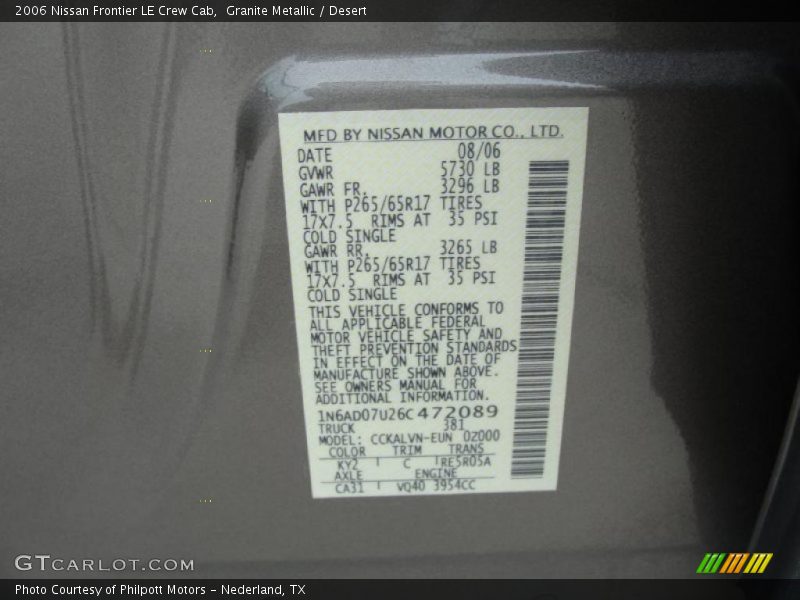 2006 Nissan Frontier LE Crew Cab,  Granite Metallic / Desert
MFD BY NISSAN MOTOR CO., LTD.
DATE 08/06
GVWR 5730 LB
GAWR FR. 3296 LB
WITH P265/65R17 TIRES
17X7.5 RIMS AT 35 PSI
COLD SINGLE
GAWR RR. 3265 LB
WITH P265/65R17 TIRES
17X7.5 RIMS AT 35 PSI
COLD SINGLE
THIS VEHICLE CONFORMS TO
ALL APPLICABLE FEDERAL
MOTOR VEHICLE SAFETY AND
THEFT PREVENTION STANDARDS
IN EFFECT ON THE DATE OF
MANUFACTURE SHOWN ABOVE.
SEE OWNERS MANUAL FOR
ADDITIONAL INFORMATION.
1N6AD07U26C472089
TRUCK 381
MODEL: CCKALVN-EUN 0Z000
COLOR TRIM TRANS
KY2 C RE5R05A
AXLE ENGINE
CA31 VQ40 3954CC
GTCARLOT.COM
Photo Courtesy of Philpott Motors – Nederland, TX